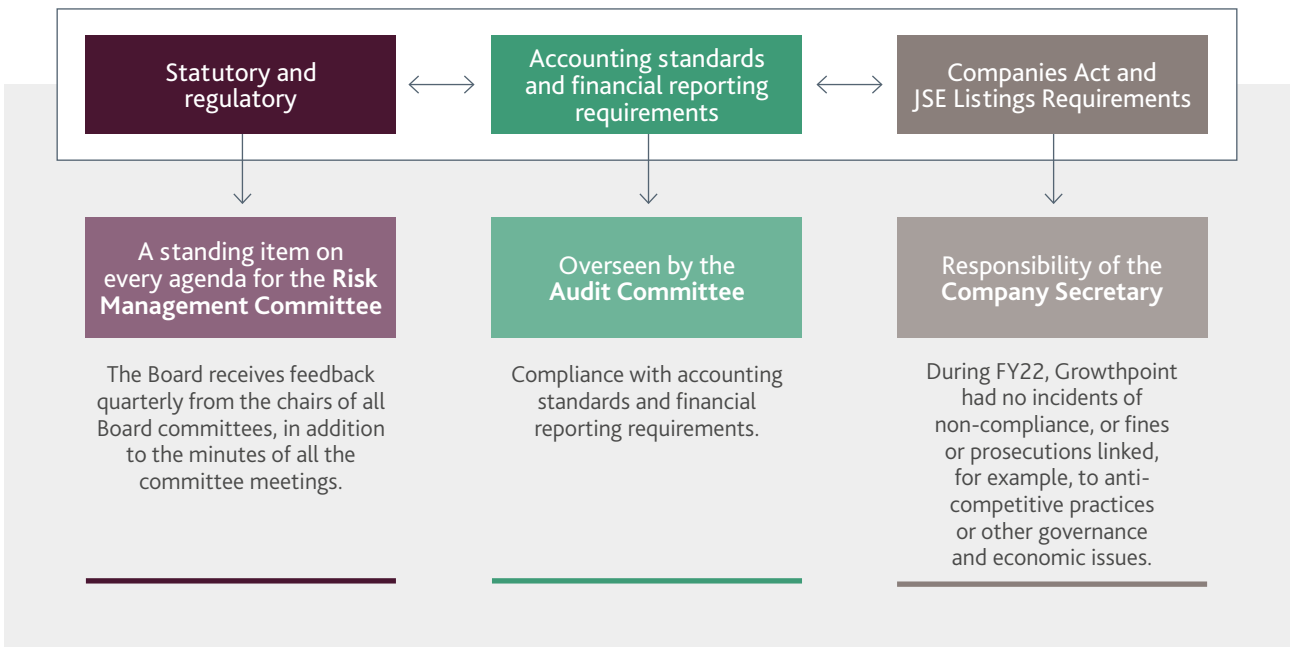 Statutory and
regulatory
Accounting standards
and financial reporting
requirements
Companies Act and
JSE Listings Requirements
A standing item on
every agenda for the Risk
Management Committee
Overseen by the
Audit Committee
Responsibility of the
Company Secretary
The Board receives feedback
quarterly from the chairs of all
Board committees, in addition
to the minutes of all the
committee meetings.
Compliance with accounting
standards and financial
reporting requirements.
During FY22, Growthpoint
had no incidents of
non-compliance, or fines
or prosecutions linked,
for example, to anti-
competitive practices
or other governance
and economic issues.